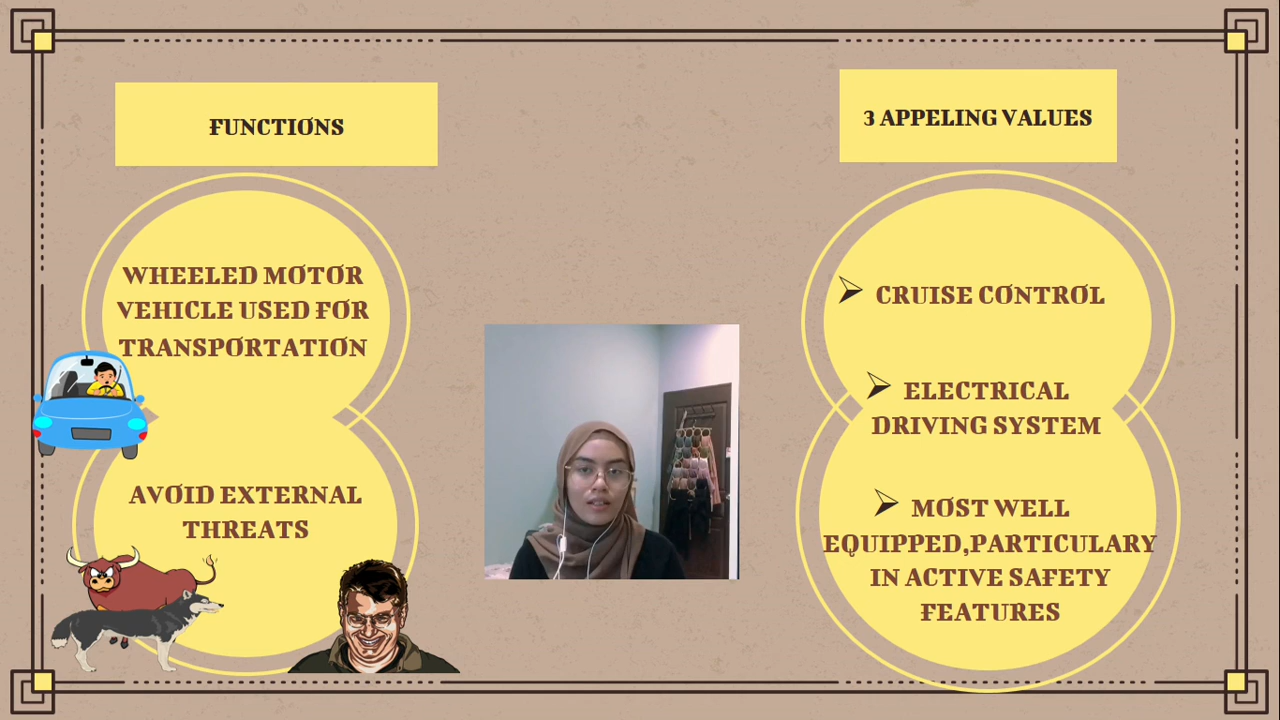 FUNCTIONS
WHEELED MOTOR
VEHICLE USED FOR
TRANSPORTATION
AVOID EXTERNAL
THREATS
3 APPELING VALUES
➢ CRUISE CONTROL
➢ ELECTRICAL
DRIVING SYSTEM
➢ MOST WELL
EQUIPPED,PARTICULARY
IN ACTIVE SAFETY
FEATURES